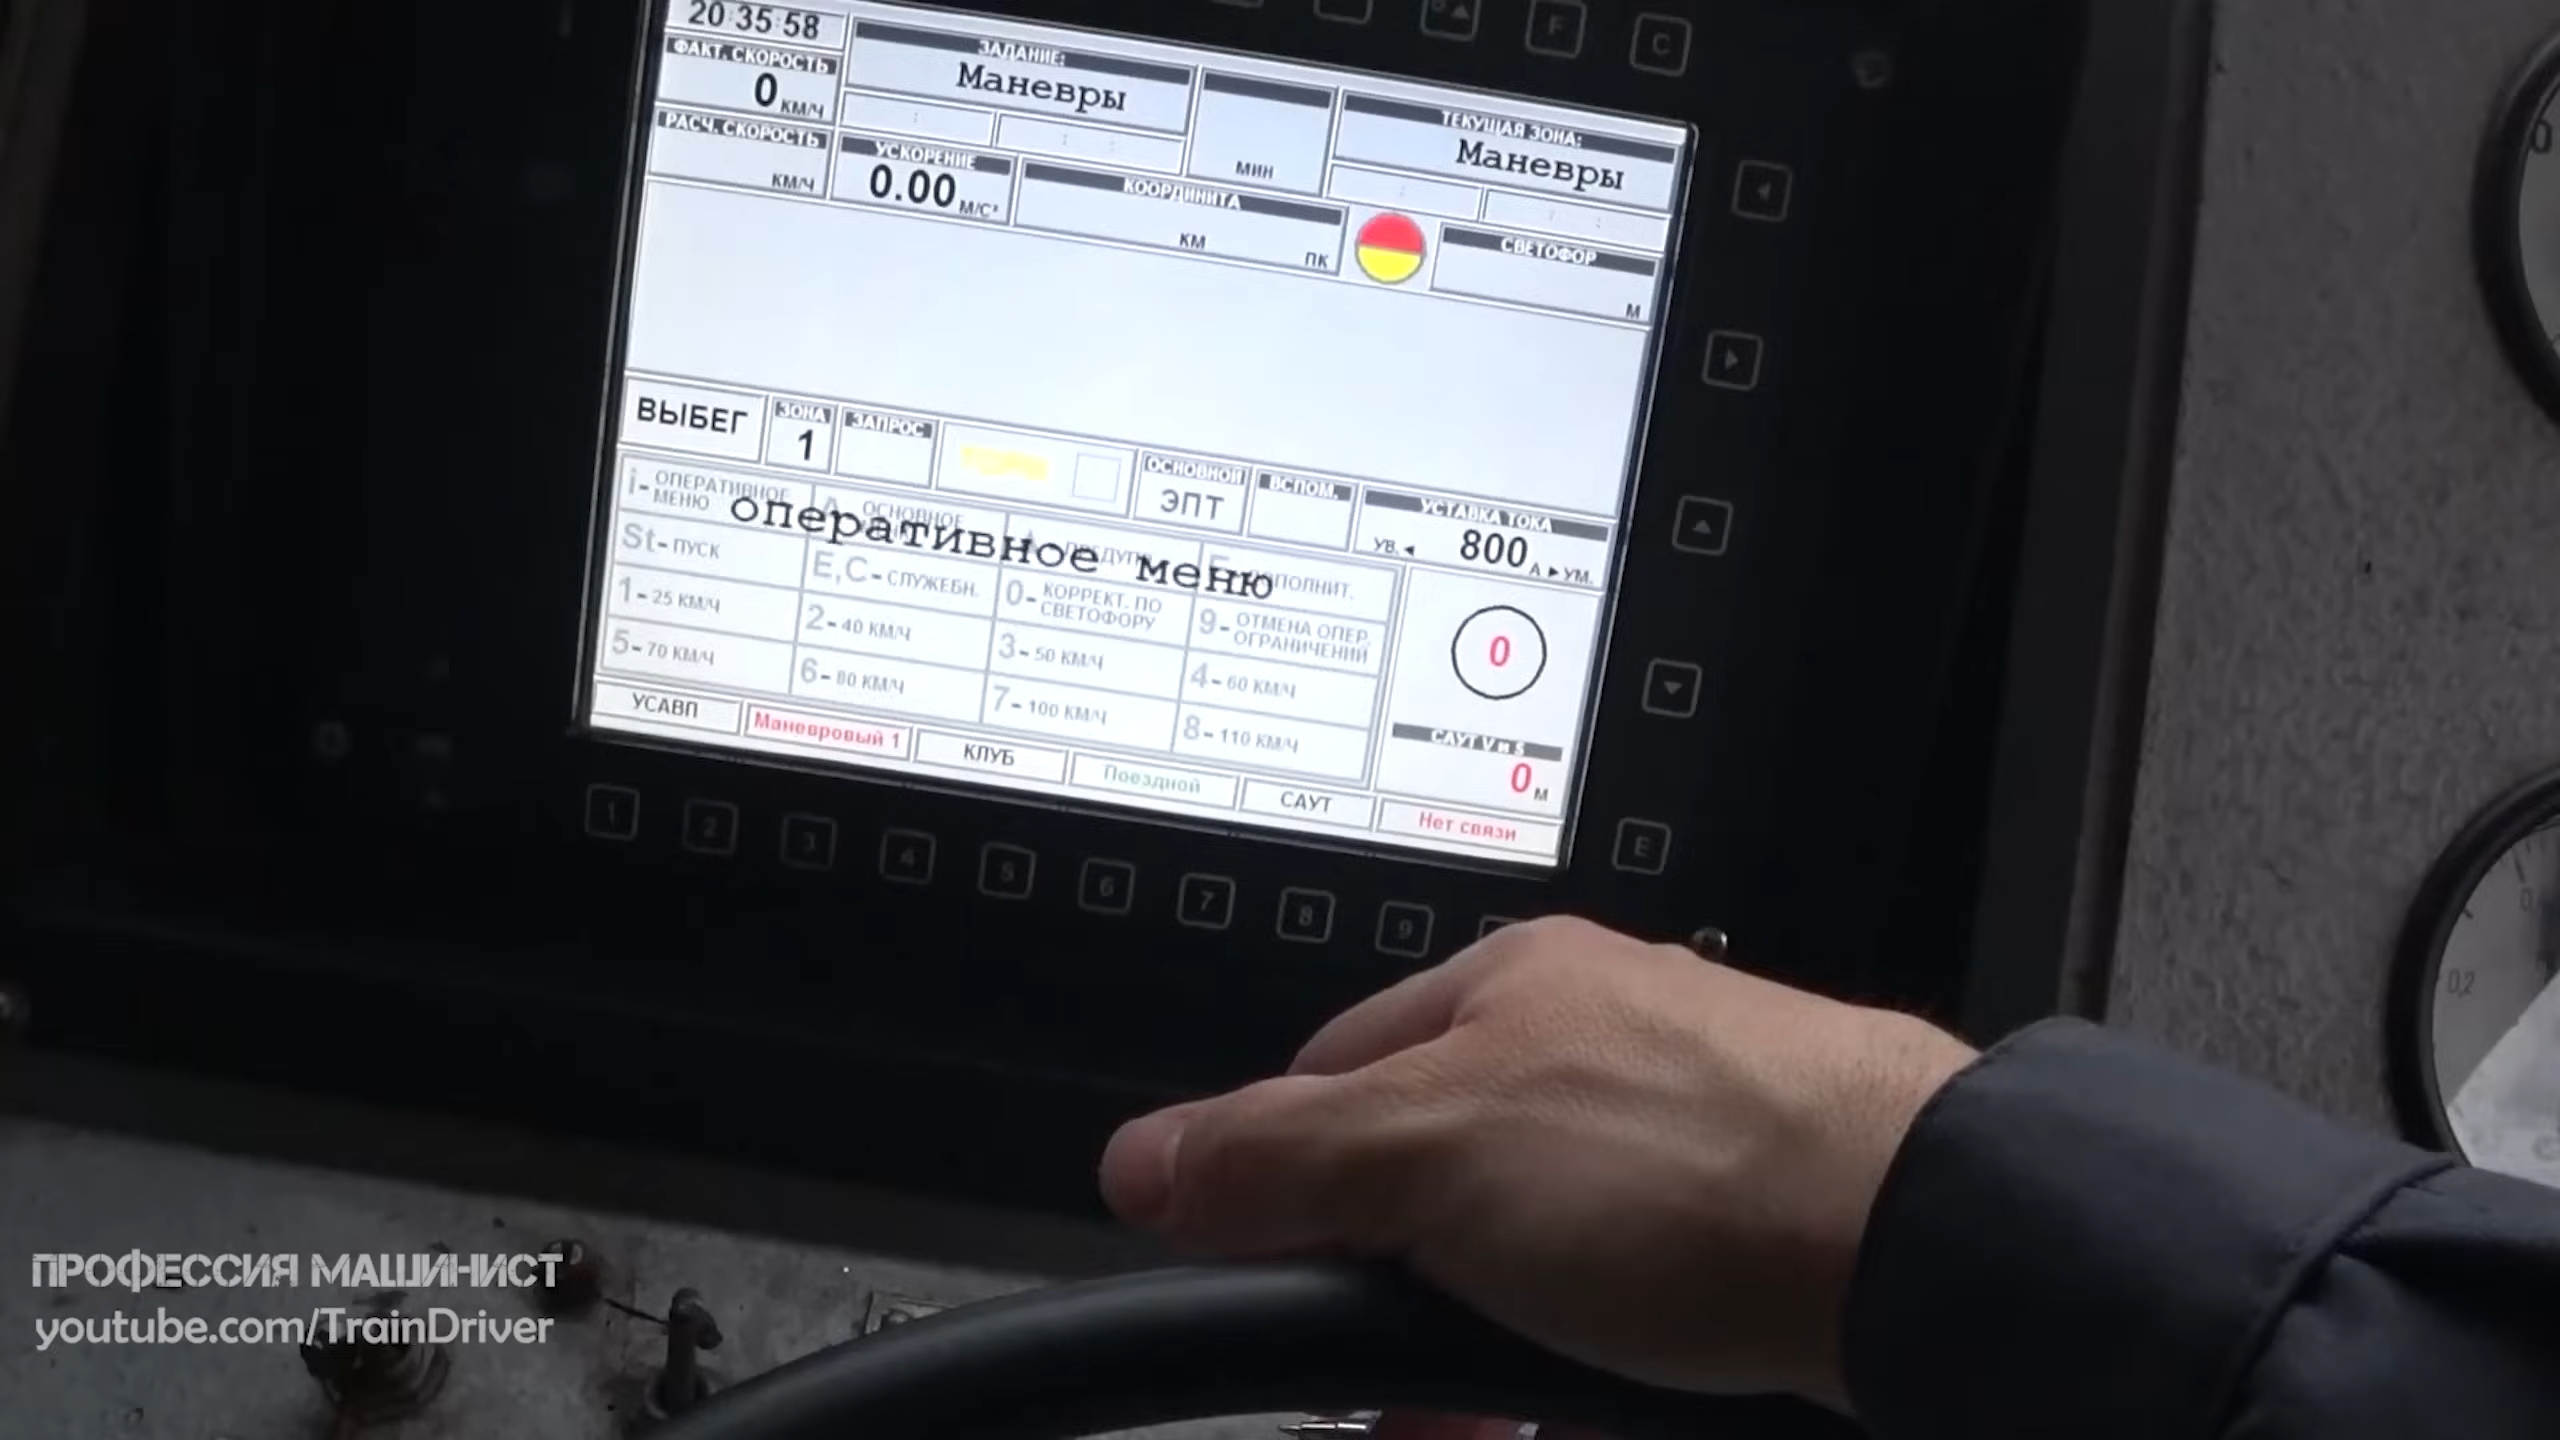 20:35:58
ФАКТ. СКОРОСТЬ
0 КМ/Ч
ЗАДАНИЕ:
Маневры
МИН
ТЕКУЩАЯ ЗОНА:
Маневры
РАСЧ. СКОРОСТЬ
КМ/Ч
УСКОРЕНИЕ
0.00 М/С²
КООРДИНИТА
КМ ПК
СВЕТОФОР
М
ВЫБЕГ
ЗОНА
1
ЗАПРОС
ОСНОВНОЙ
ЭПТ
ВСПОМ.
УСТАВКА ТОКА
УВ. ◄ 800 А ► УМ.
оперативное меню
i- ОПЕРАТИВНОЕ
МЕНЮ
ОСНОВНОЕ
ДОПОЛНИТ.
St- ПУСК
E,C- СЛУЖЕБН.
0- КОРРЕКТ. ПО
СВЕТОФОРУ
9- ОТМЕНА ОПЕР.
ОГРАНИЧЕНИЙ
1- 25 КМ/Ч
2- 40 КМ/Ч
3- 50 КМ/Ч
4- 60 КМ/Ч
5- 70 КМ/Ч
6- 80 КМ/Ч
7- 100 КМ/Ч
8- 110 КМ/Ч
0
САУТ V и S
0 М
УСАВП
Маневровый 1
КЛУБ
Поездной
САУТ
Нет связи
F
C
E
1 2 3 4 5 6 7 8 9
0,2
ПРОФЕССИЯ МАШИНИСТ
youtube.com/TrainDriver